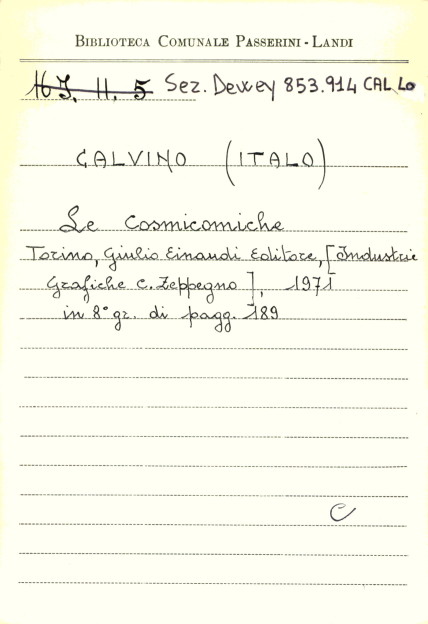 BIBLIOTECA COMUNALE PASSERINI - LANDI
16 J. II. 5 Sez. Dewey 853.914 CAL Lo
CALVINO (ITALO)
Le Cosmicomiche
Torino, Giulio Einaudi Editore, [Industrie
Grafiche C. Zeppegno], 1971
in 8° gr. di pagg. 189
C